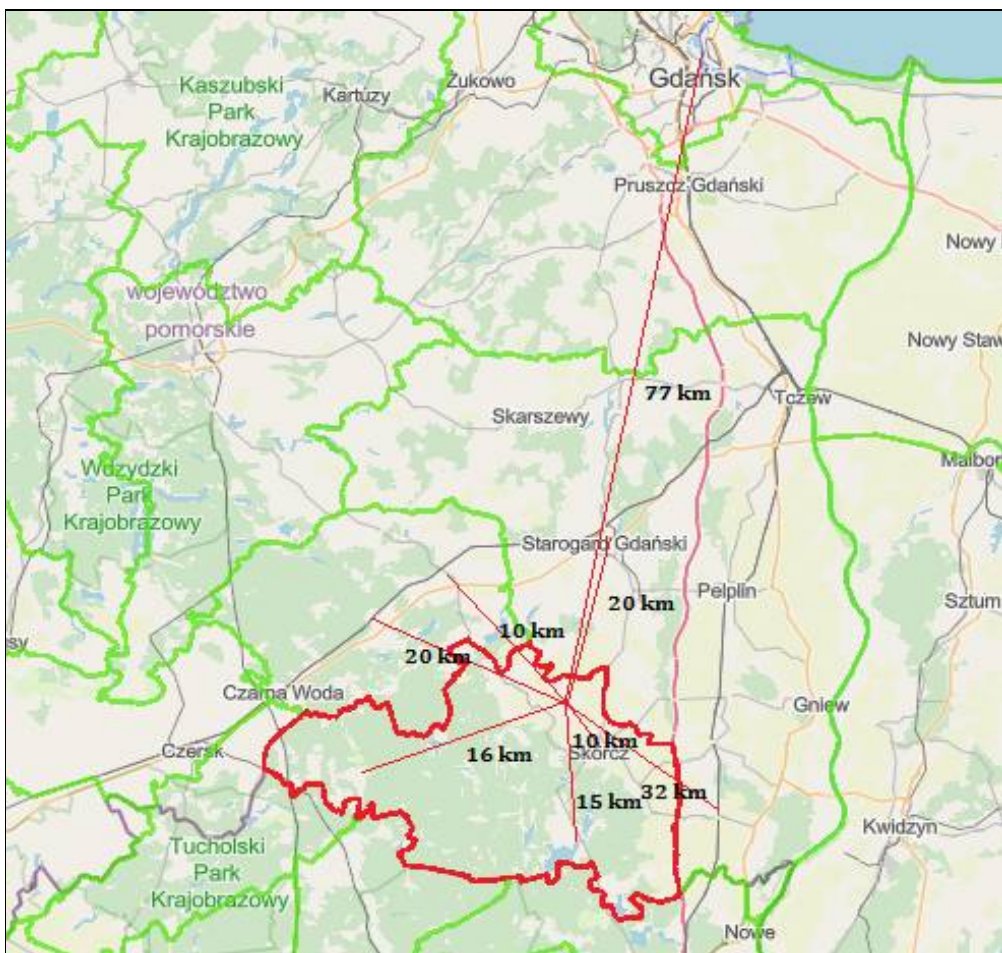 Gdańsk
Kaszubski
Park
Krajobrazowy
Żukowo
Kartuzy
Pruszcz Gdański
województwo
pomorskie
Nowy
Nowy Staw
77 km
Skarszewy
Tczew
Wdzydzki
Park
Krajobrazowy
Malbor
Starogard Gdański
20 km
Pelplin
Sztum
10 km
20 km
Czarna Woda
Gniew
Czersk
16 km
10 km
Skórcz
15 km
32 km
Kwidzyn
Tucholski
Park
Krajobrazowy
Nowe